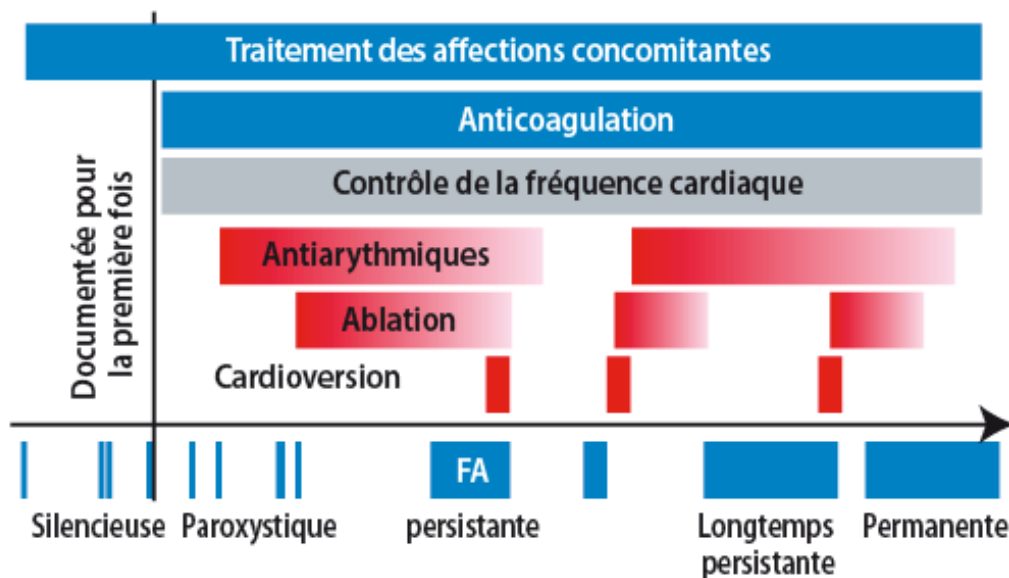 Traitement des affections concomitantes
Anticoagulation
Contrôle de la fréquence cardiaque
Documentée pour
la première fois
Antiarythmiques
Ablation
Cardioversion
FA
Silencieuse
Paroxystique
persistante
Longtemps
persistante
Permanente